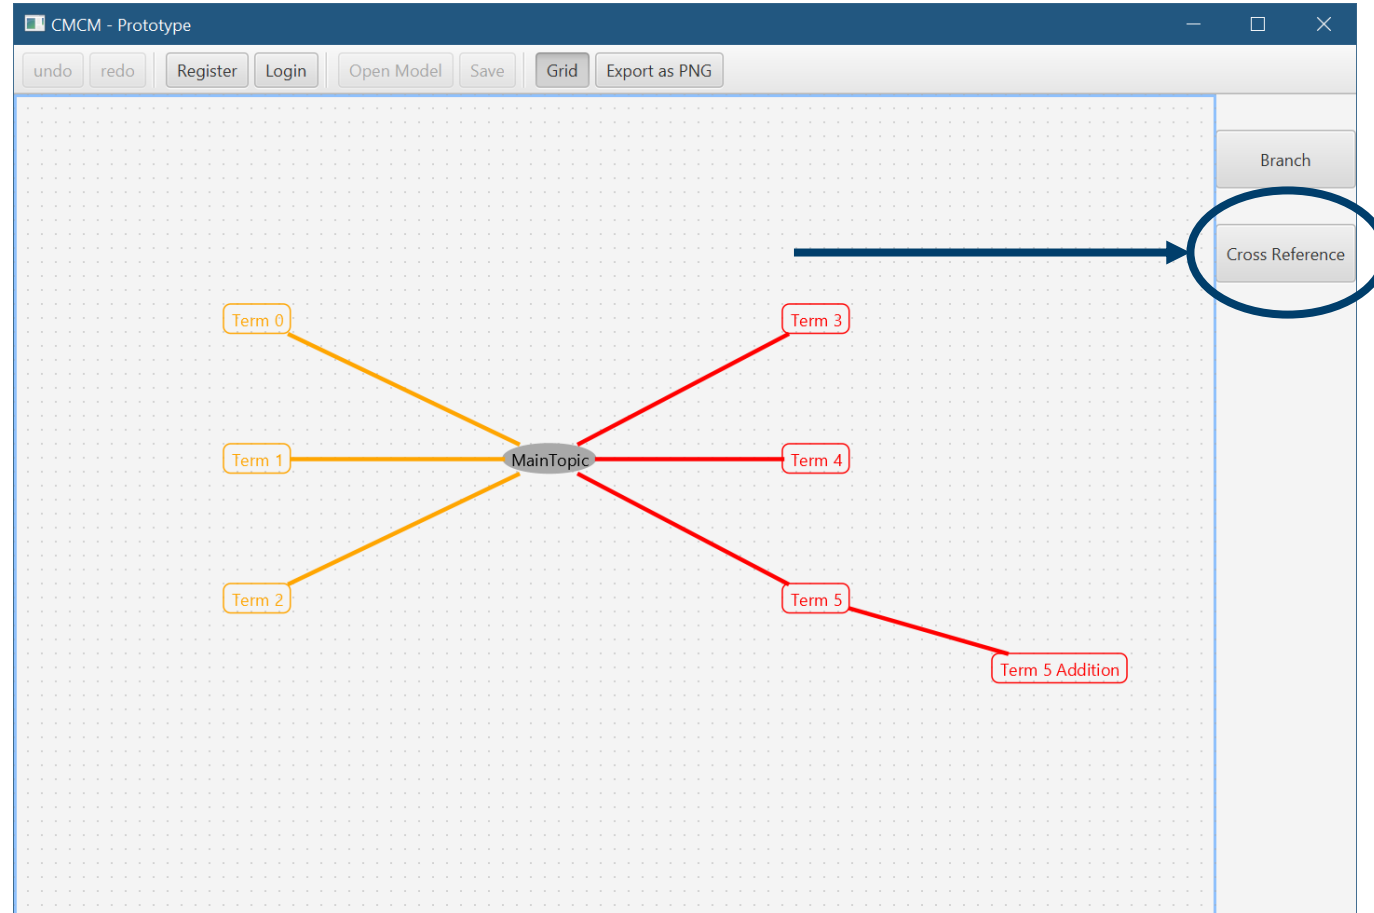 CMCM - Prototype
undo redo Register Login Open Model Save Grid Export as PNG
Branch
Cross Reference
Term 0 Term 3
Term 1 MainTopic Term 4
Term 2 Term 5
Term 5 Addition